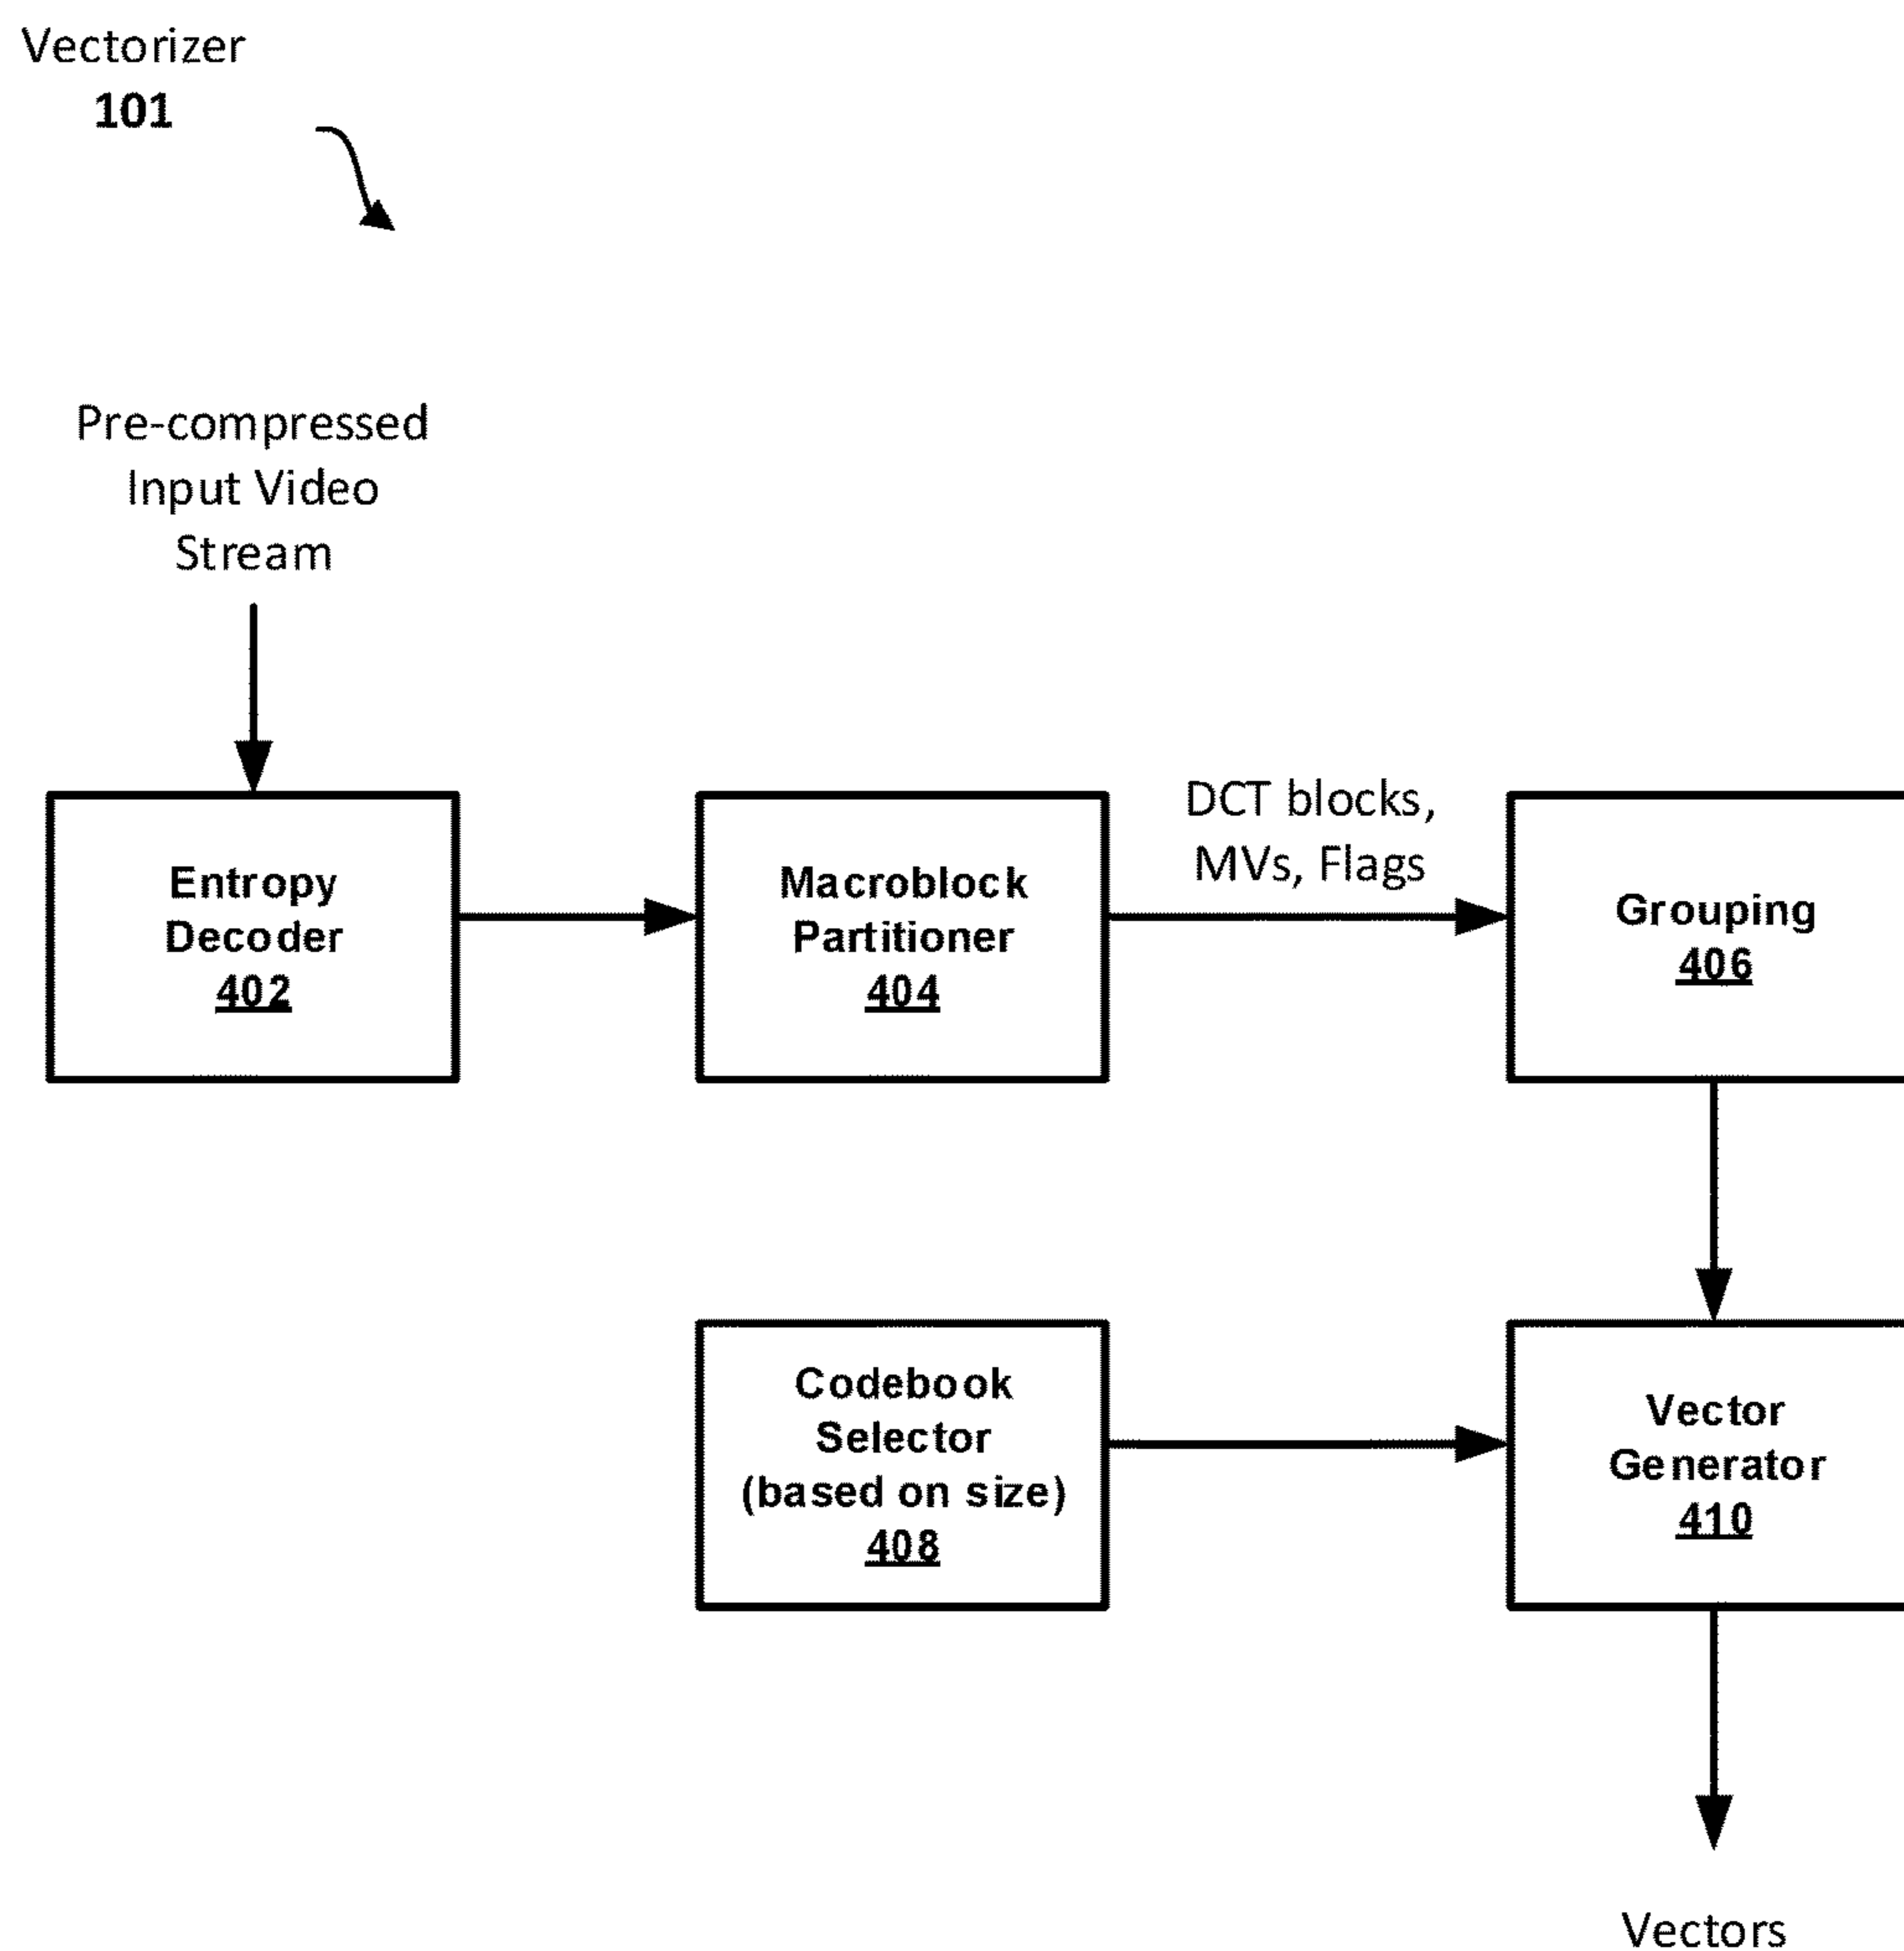 Vectorizer
101
Pre-compressed
Input Video
Stream
Entropy
Decoder
402
Macroblock
Partitioner
404
DCT blocks,
MVs, Flags
Grouping
406
Codebook
Selector
(based on size)
408
Vector
Generator
410
Vectors